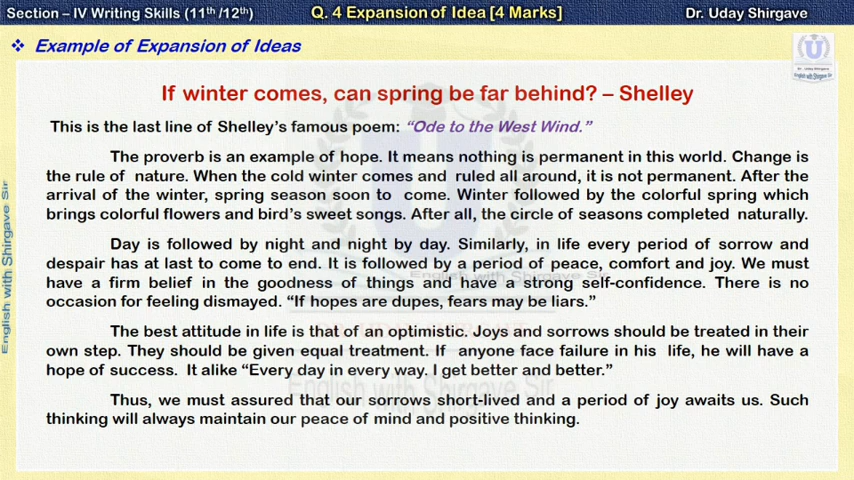 Section – IV Writing Skills (11th /12th)
Q. 4 Expansion of Idea [4 Marks]
Dr. Uday Shirgave
❖ Example of Expansion of Ideas
If winter comes, can spring be far behind? – Shelley
This is the last line of Shelley's famous poem: "Ode to the West Wind."
The proverb is an example of hope. It means nothing is permanent in this world. Change is
the rule of nature. When the cold winter comes and ruled all around, it is not permanent. After the
arrival of the winter, spring season soon to come. Winter followed by the colorful spring which
brings colorful flowers and bird's sweet songs. After all, the circle of seasons completed naturally.
Day is followed by night and night by day. Similarly, in life every period of sorrow and
despair has at last to come to end. It is followed by a period of peace, comfort and joy. We must
have a firm belief in the goodness of things and have a strong self-confidence. There is no
occasion for feeling dismayed. "If hopes are dupes, fears may be liars."
The best attitude in life is that of an optimistic. Joys and sorrows should be treated in their
own step. They should be given equal treatment. If anyone face failure in his life, he will have a
hope of success. It alike "Every day in every way. I get better and better."
Thus, we must assured that our sorrows short-lived and a period of joy awaits us. Such
thinking will always maintain our peace of mind and positive thinking.
English with Shirgave Sir
English with Shirgave Sir
English with Shirgave Sir